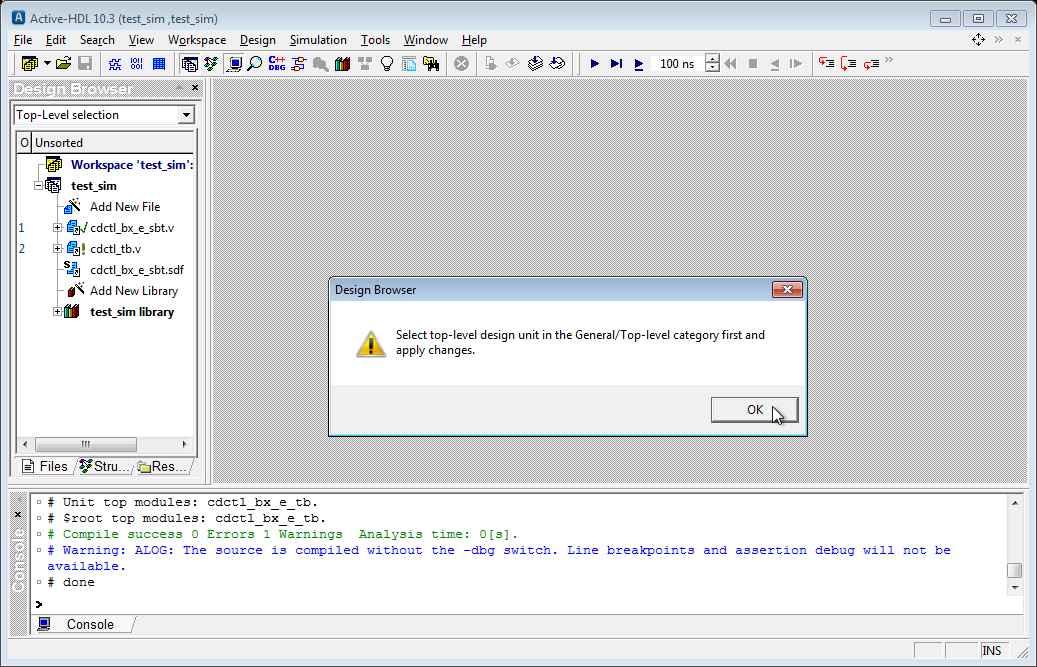 Active-HDL 10.3 (test_sim ,test_sim)
File Edit Search View Workspace Design Simulation Tools Window Help
100 ns
Design Browser
Top-Level selection
O Unsorted
Workspace 'test_sim':
test_sim
Add New File
1 cdctl_bx_e_sbt.v
2 cdctl_tb.v
cdctl_bx_e_sbt.sdf
Add New Library
test_sim library
Files Stru... Res...
Design Browser
Select top-level design unit in the General/Top-level category first and
apply changes.
OK
# Unit top modules: cdctl_bx_e_tb.
# $root top modules: cdctl_bx_e_tb.
# Compile success 0 Errors 1 Warnings  Analysis time: 0[s].
# Warning: ALOG: The source is compiled without the -dbg switch. Line breakpoints and assertion debug will not be
available.
# done
>
Console
Console
INS